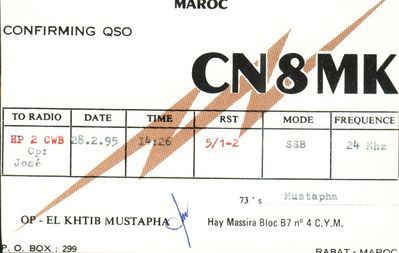 MAROC
CONFIRMING QSO
CN8MK
TO RADIO DATE TIME RST MODE FREQUENCE
HP 2 CWB 28.2.95 14:26 5/1-2 SSB 24 Mhz
Op:
José
73's Mustapha
OP - EL KHTIB MUSTAPHA Hay Massira Bloc B7 nº 4 C.Y.M.
P. O. BOX : 299 RABAT - MAROC